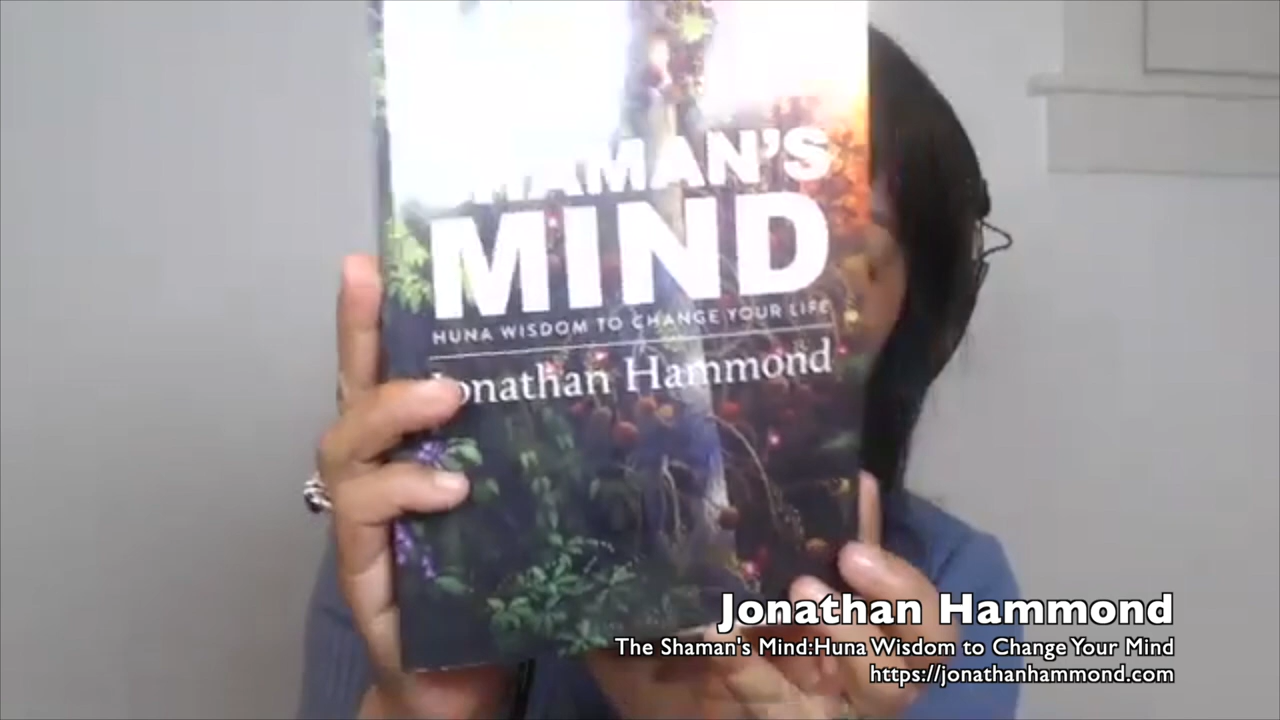 SHAMAN'S
MIND
HUNA WISDOM TO CHANGE YOUR LIFE
Jonathan Hammond
Jonathan Hammond
The Shaman's Mind:Huna Wisdom to Change Your Mind
https://jonathanhammond.com